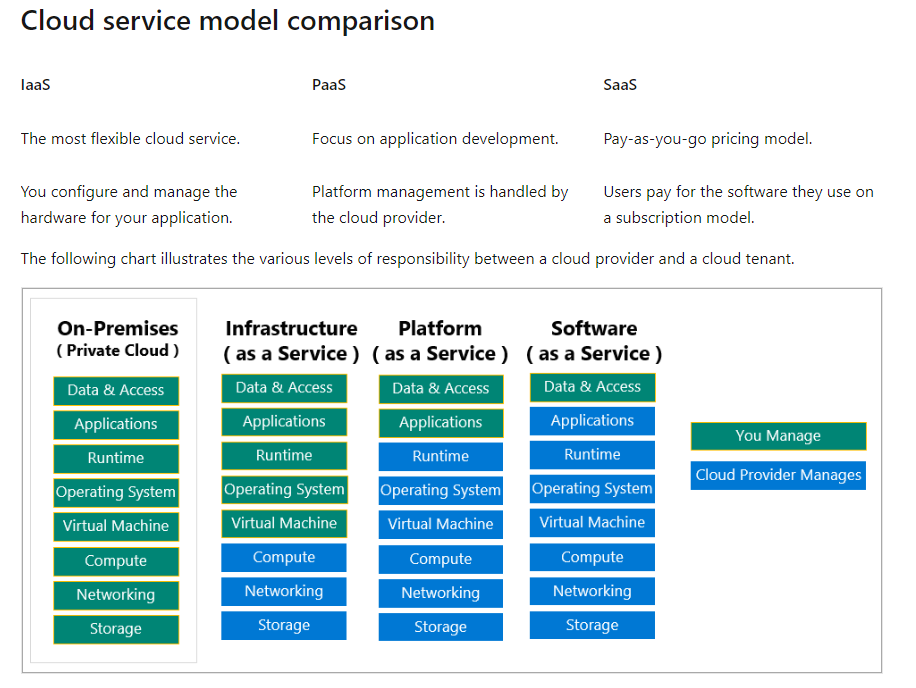 Cloud service model comparison
IaaS
PaaS
SaaS
The most flexible cloud service.
Focus on application development.
Pay-as-you-go pricing model.
You configure and manage the
hardware for your application.
Platform management is handled by
the cloud provider.
Users pay for the software they use on
a subscription model.
The following chart illustrates the various levels of responsibility between a cloud provider and a cloud tenant.
On-Premises
( Private Cloud )
Data & Access
Applications
Runtime
Operating System
Virtual Machine
Compute
Networking
Storage
Infrastructure
( as a Service )
Data & Access
Applications
Runtime
Operating System
Virtual Machine
Compute
Networking
Storage
Platform
( as a Service )
Data & Access
Applications
Runtime
Operating System
Virtual Machine
Compute
Networking
Storage
Software
( as a Service )
Data & Access
Applications
Runtime
Operating System
Virtual Machine
Compute
Networking
Storage
You Manage
Cloud Provider Manages